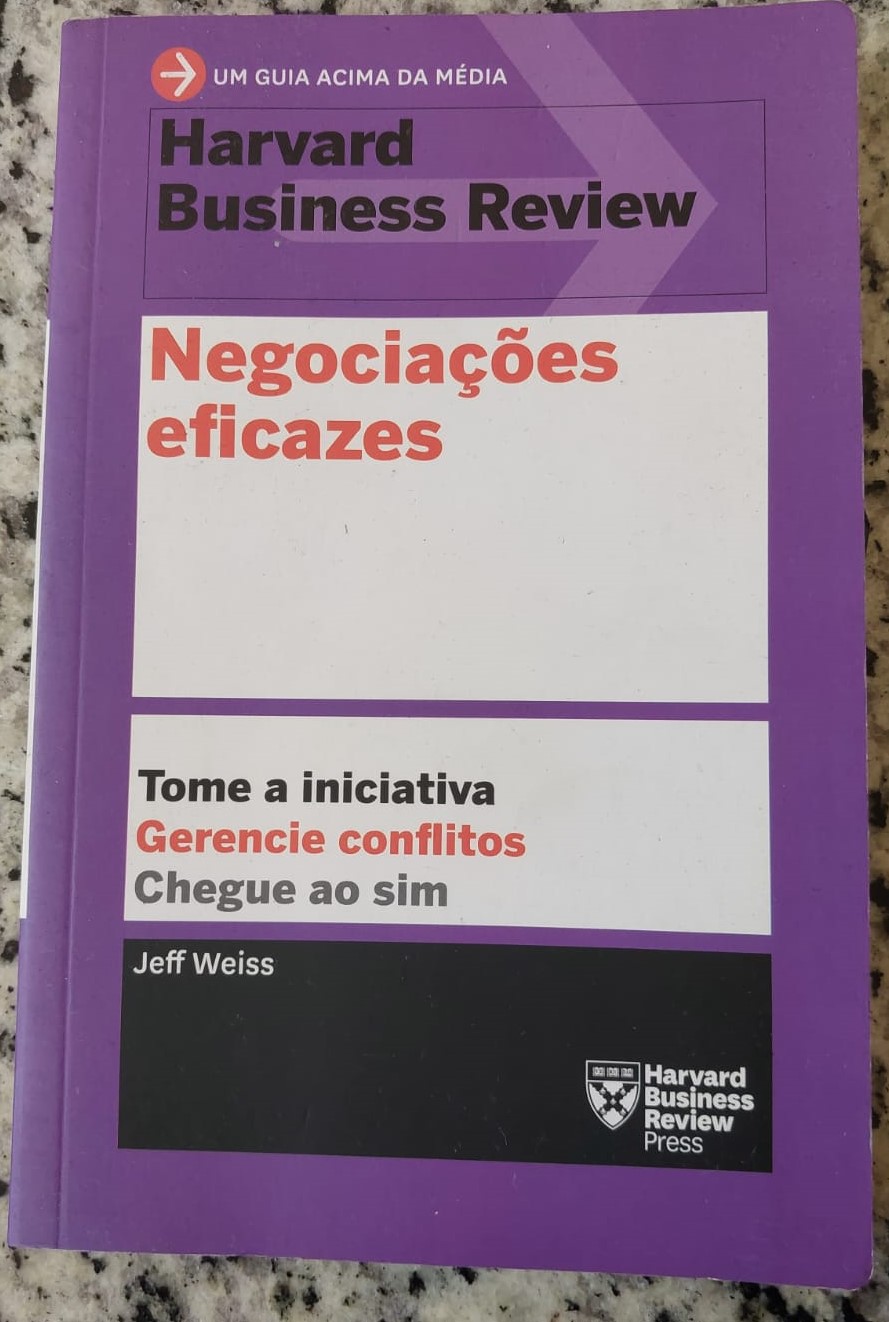 UM GUIA ACIMA DA MÉDIA
Harvard
Business Review
Negociações
eficazes
Tome a iniciativa
Gerencie conflitos
Chegue ao sim
Jeff Weiss
Harvard
Business
Review
Press